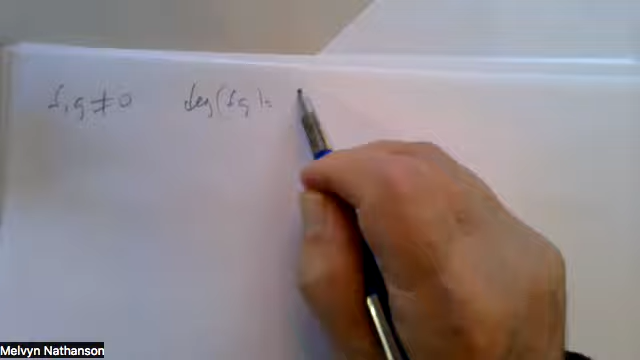 f, g ≠ 0 deg(fg) =
Melvyn Nathanson